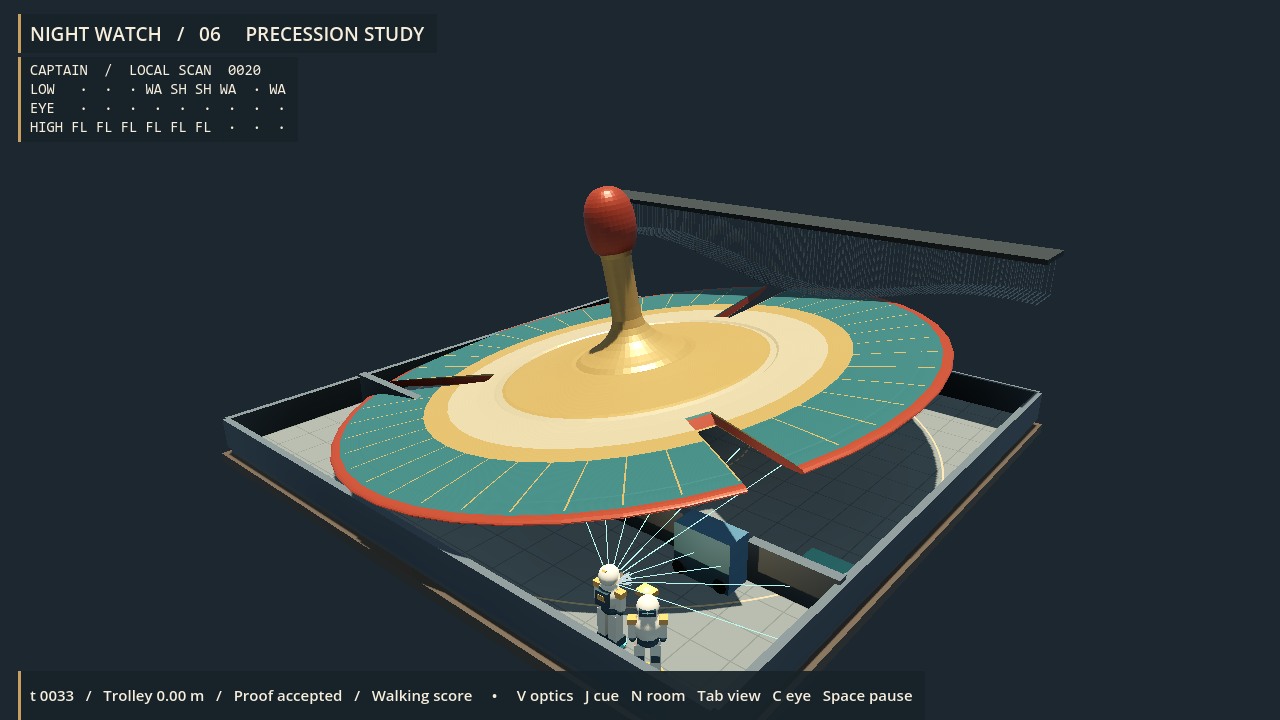 NIGHT WATCH / 06 PRECESSION STUDY
CAPTAIN / LOCAL SCAN 0020
LOW · · · WA SH SH WA · WA
EYE · · · · · · · · ·
HIGH FL FL FL FL FL FL · · ·
t 0033 / Trolley 0.00 m / Proof accepted / Walking score • V optics J cue N room Tab view C eye Space pause